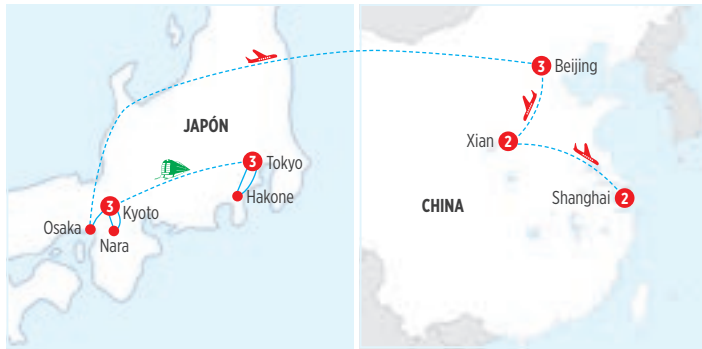 JAPÓN
3 Tokyo
Hakone
3 Kyoto
Osaka
Nara
3 Beijing
Xian 2
Shanghai 2
CHINA